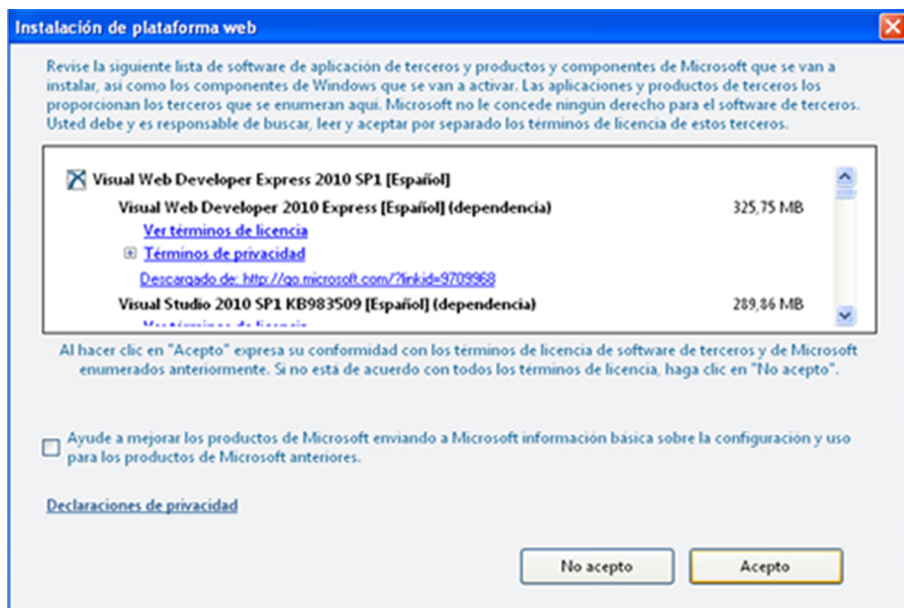 Instalación de plataforma web
Revise la siguiente lista de software de aplicación de terceros y productos y componentes de Microsoft que se van a
instalar, así como los componentes de Windows que se van a activar. Las aplicaciones y productos de terceros los
proporcionan los terceros que se enumeran aquí. Microsoft no le concede ningún derecho para el software de terceros.
Usted debe y es responsable de buscar, leer y aceptar por separado los términos de licencia de estos terceros.
Visual Web Developer Express 2010 SP1 [Español]
Visual Web Developer 2010 Express [Español] (dependencia) 325,75 MB
Ver términos de licencia
Términos de privacidad
Descargado de: http://go.microsoft.com/?linkid=9709968
Visual Studio 2010 SP1 KB983509 [Español] (dependencia) 289,86 MB
Ver términos de licencia
Al hacer clic en "Acepto" expresa su conformidad con los términos de licencia de software de terceros y de Microsoft
enumerados anteriormente. Si no está de acuerdo con todos los términos de licencia, haga clic en "No acepto".
Ayude a mejorar los productos de Microsoft enviando a Microsoft información básica sobre la configuración y uso
para los productos de Microsoft anteriores.
Declaraciones de privacidad
No acepto Acepto